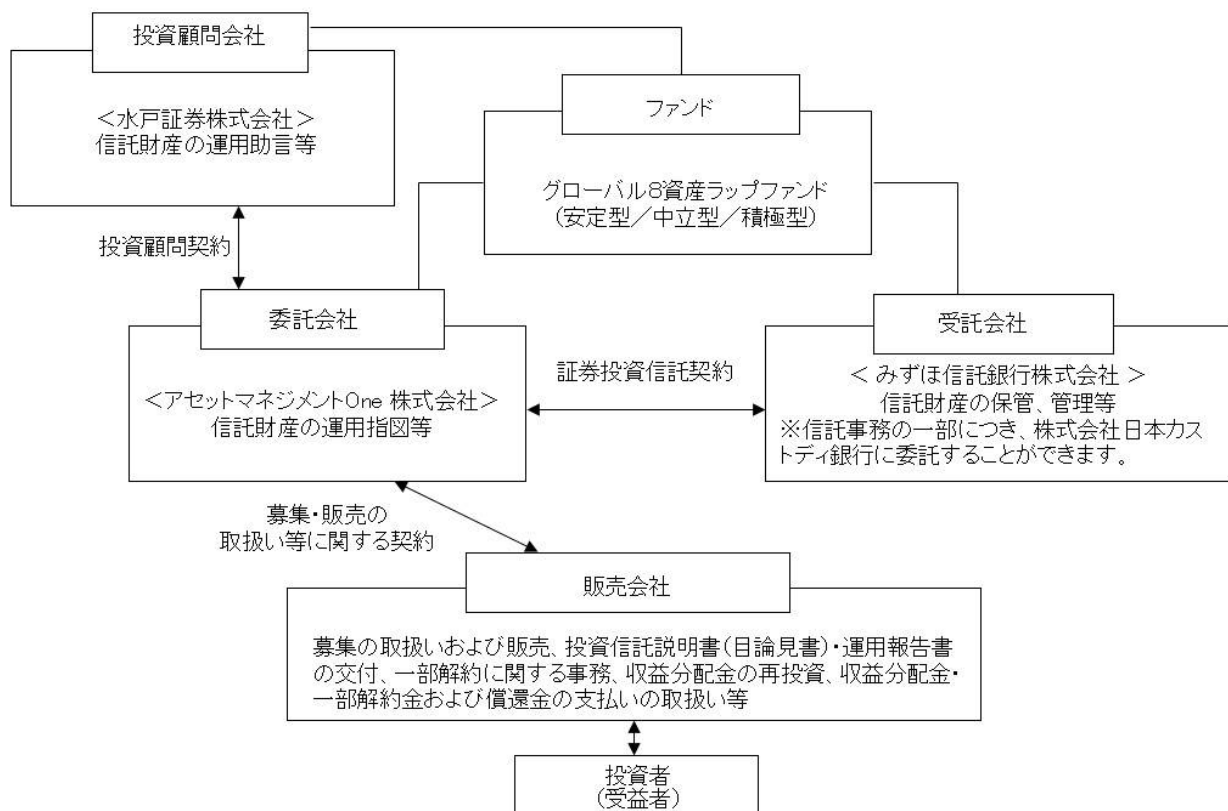 投資顧問会社
＜水戸証券株式会社＞
信託財産の運用助言等
ファンド
グローバル8資産ラップファンド
（安定型／中立型／積極型）
投資顧問契約
委託会社
＜アセットマネジメントOne 株式会社＞
信託財産の運用指図等
証券投資信託契約
受託会社
＜ みずほ信託銀行株式会社 ＞
信託財産の保管、管理等
※信託事務の一部につき、株式会社日本カス
トディ銀行に委託することができます。
募集・販売の
取扱い等に関する契約
販売会社
募集の取扱いおよび販売、投資信託説明書（目論見書）・運用報告書
の交付、一部解約に関する事務、収益分配金の再投資、収益分配金・
一部解約金および償還金の支払いの取扱い等
投資者
（受益者）